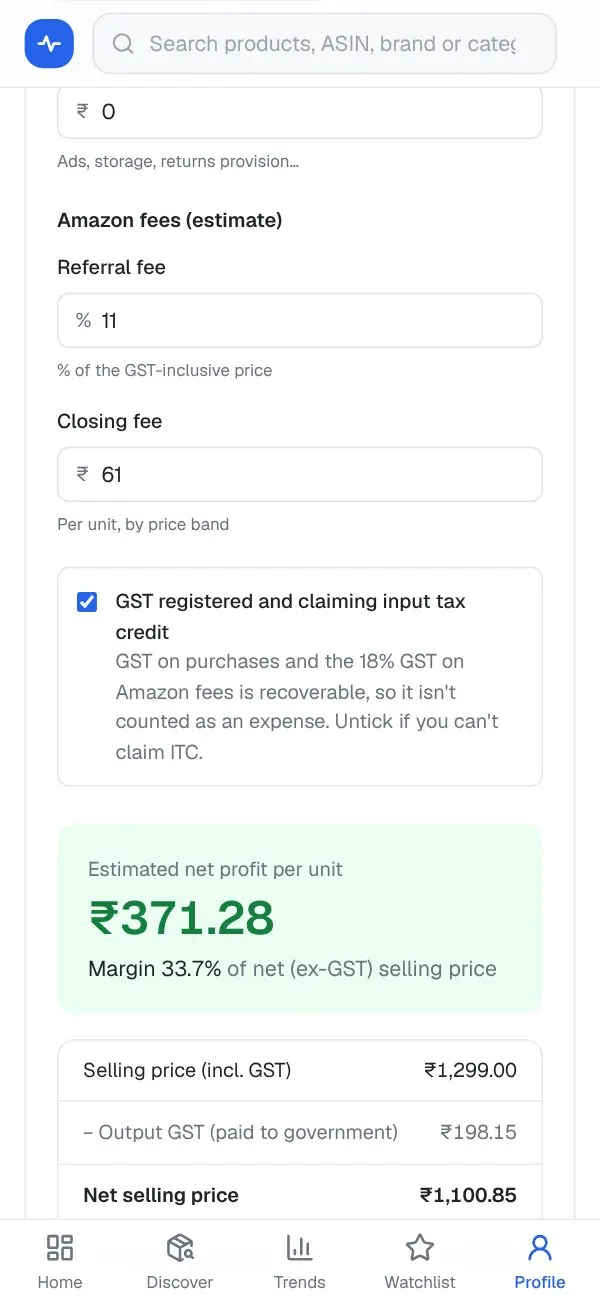 Search products, ASIN, brand or categ
₹ 0
Ads, storage, returns provision...
Amazon fees (estimate)
Referral fee
% 11
% of the GST-inclusive price
Closing fee
₹ 61
Per unit, by price band
GST registered and claiming input tax
credit
GST on purchases and the 18% GST on
Amazon fees is recoverable, so it isn't
counted as an expense. Untick if you can't
claim ITC.
Estimated net profit per unit
₹371.28
Margin 33.7% of net (ex-GST) selling price
Selling price (incl. GST) ₹1,299.00
– Output GST (paid to government) ₹198.15
Net selling price ₹1,100.85
Home Discover Trends Watchlist Profile